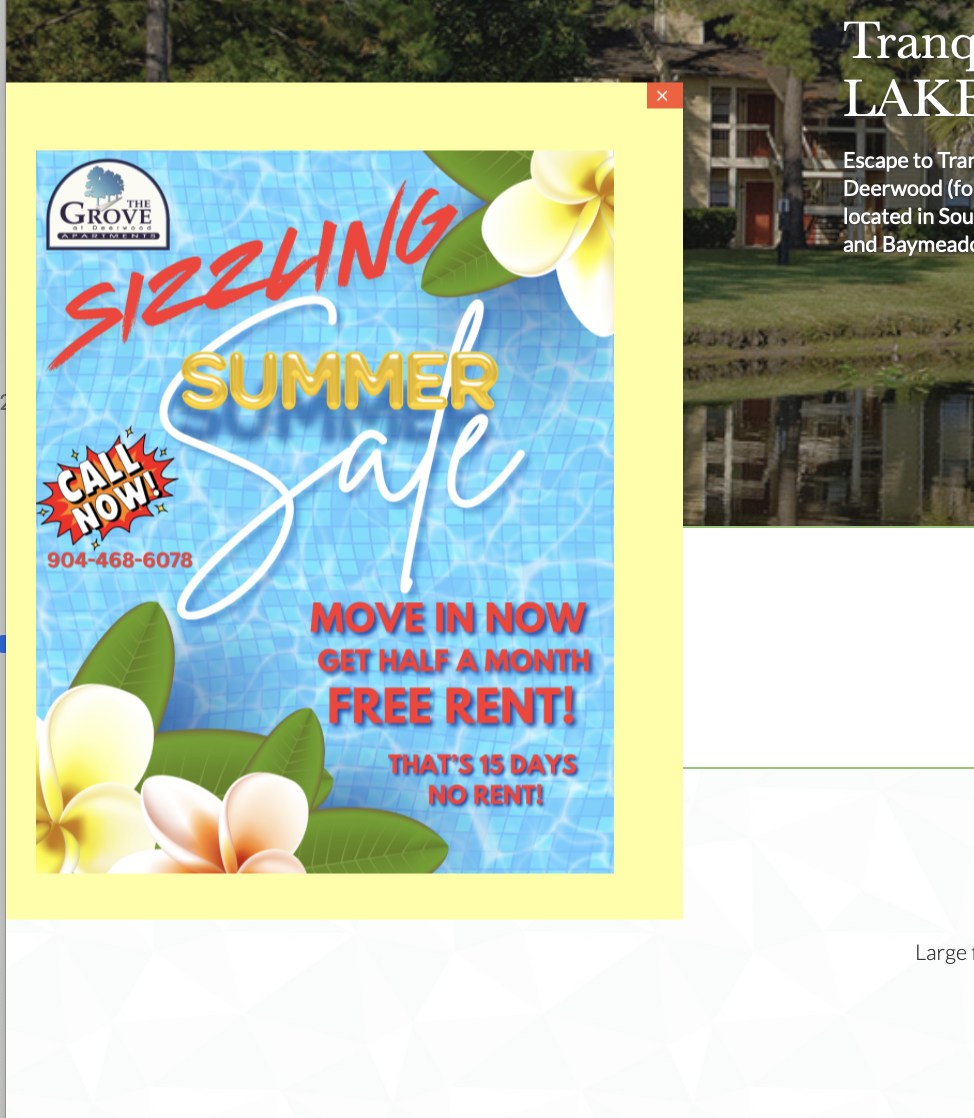 Tranq
LAKE
Escape to Tran
Deerwood (fo
located in Sou
and Baymeado
THE
GROVE
at Deerwood
APARTMENTS
SIZZLING
SUMMER
Sale
CALL
NOW!
904-468-6078
MOVE IN NOW
GET HALF A MONTH
FREE RENT!
THAT'S 15 DAYS
NO RENT!
Large